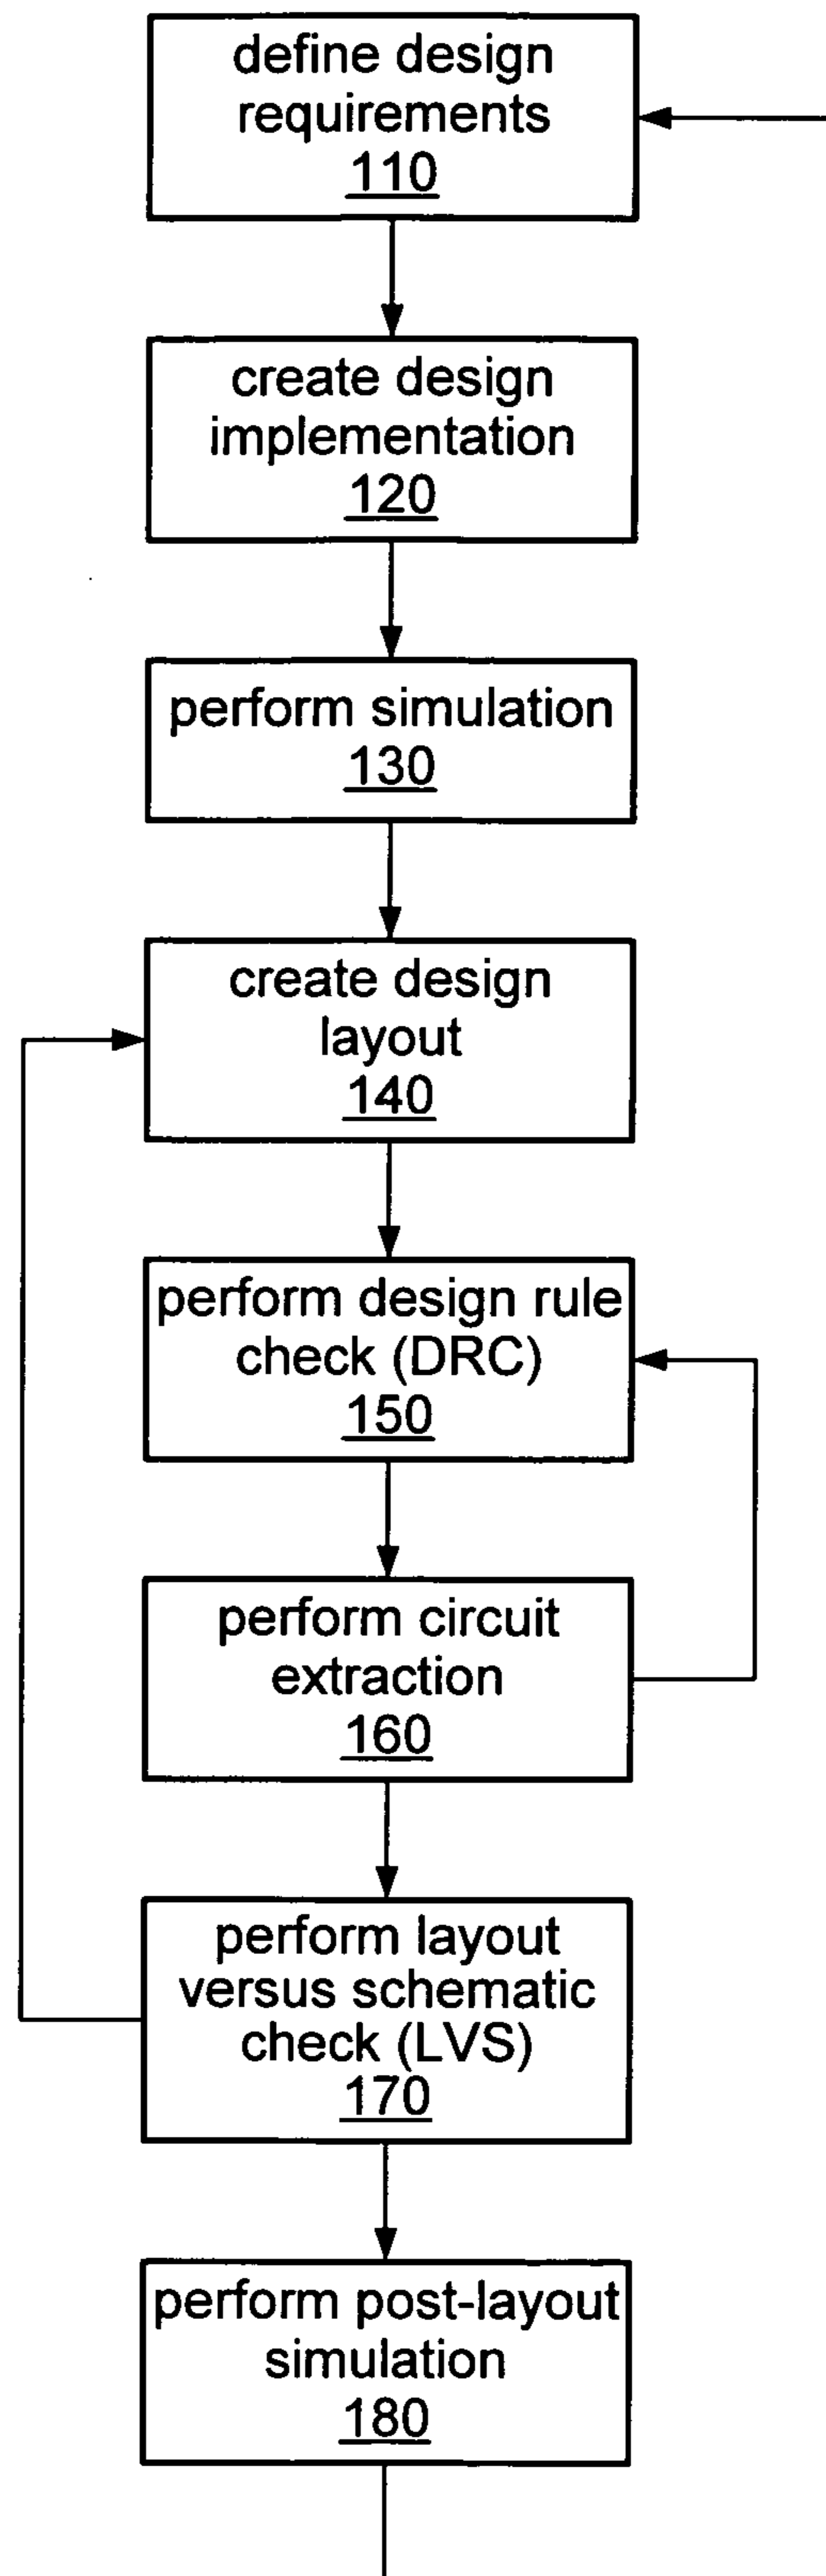 define design
requirements
110
create design
implementation
120
perform simulation
130
create design
layout
140
perform design rule
check (DRC)
150
perform circuit
extraction
160
perform layout
versus schematic
check (LVS)
170
perform post-layout
simulation
180